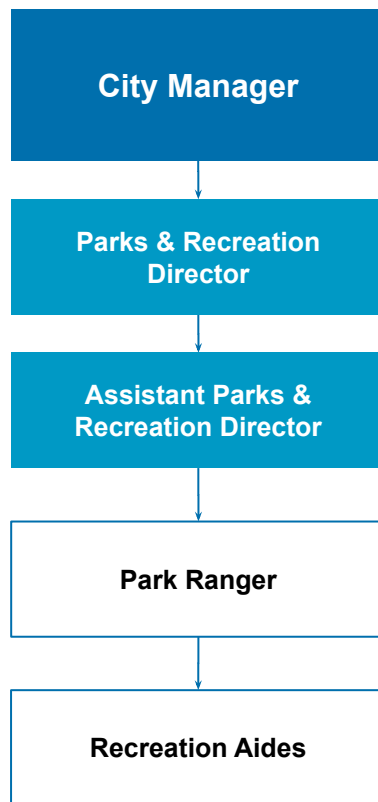 City Manager
Parks & Recreation
Director
Assistant Parks &
Recreation Director
Park Ranger
Recreation Aides